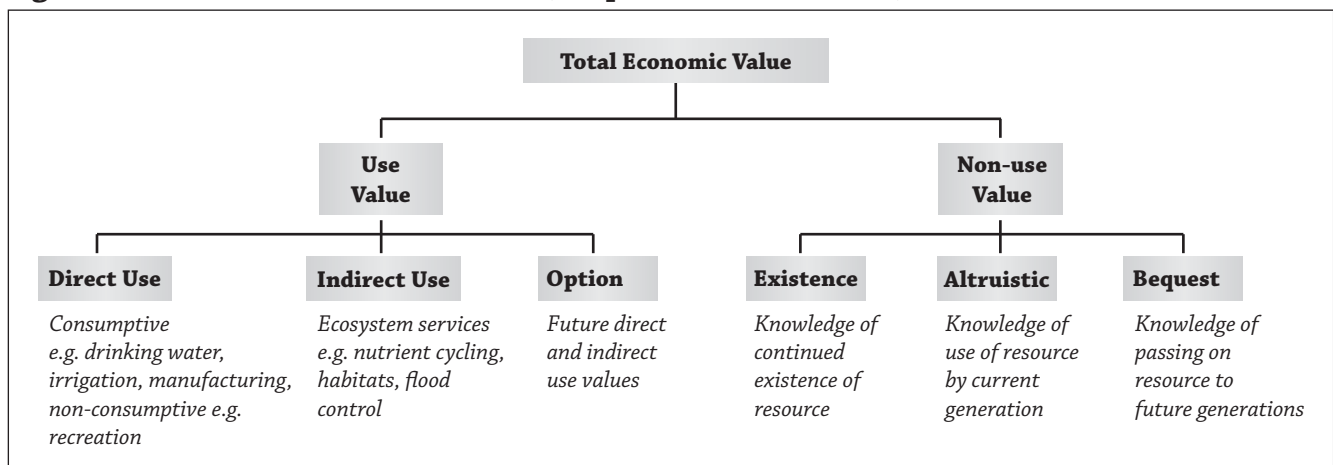 Total Economic Value
Use
Value
Non-use
Value
Direct Use
Consumptive
e.g. drinking water,
irrigation, manufacturing,
non-consumptive e.g.
recreation
Indirect Use
Ecosystem services
e.g. nutrient cycling,
habitats, flood
control
Option
Future direct
and indirect
use values
Existence
Knowledge of
continued
existence of
resource
Altruistic
Knowledge of
use of resource
by current
generation
Bequest
Knowledge of
passing on
resource to
future generations